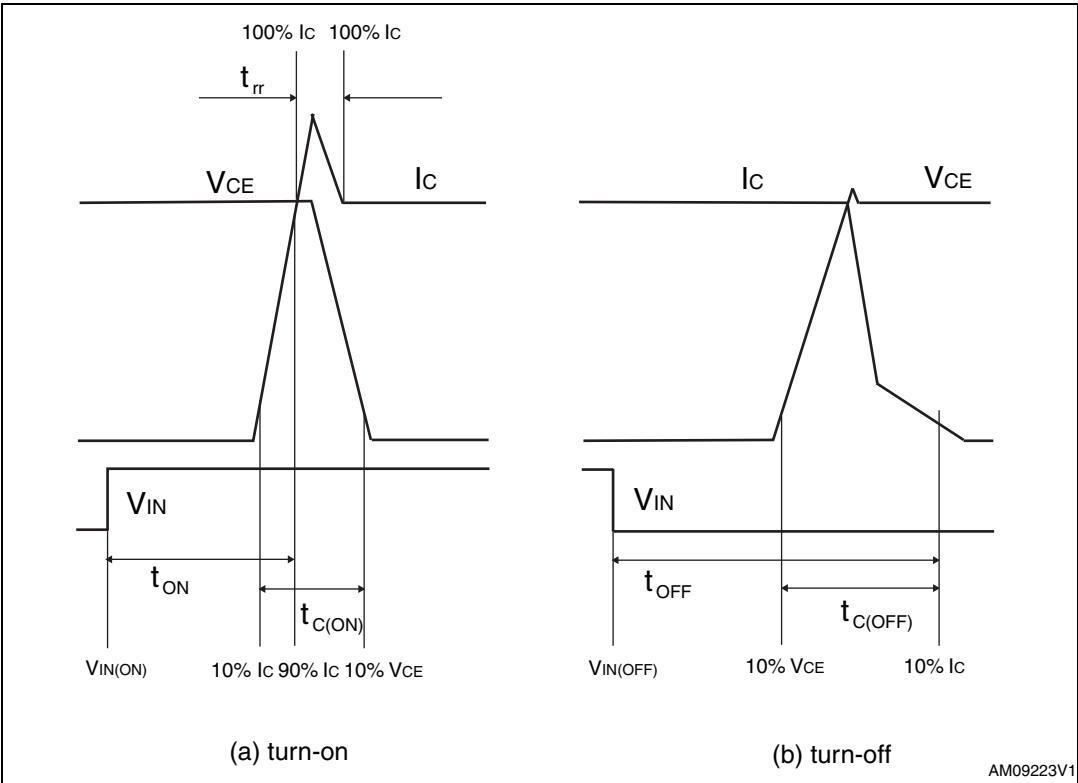 100% IC 100% IC
trr
VCE
IC
VIN
tON
tC(ON)
VIN(ON)
10% IC 90% IC 10% VCE
(a) turn-on
IC
VCE
VIN
tOFF
tC(OFF)
VIN(OFF)
10% VCE
10% IC
(b) turn-off
AM09223V1